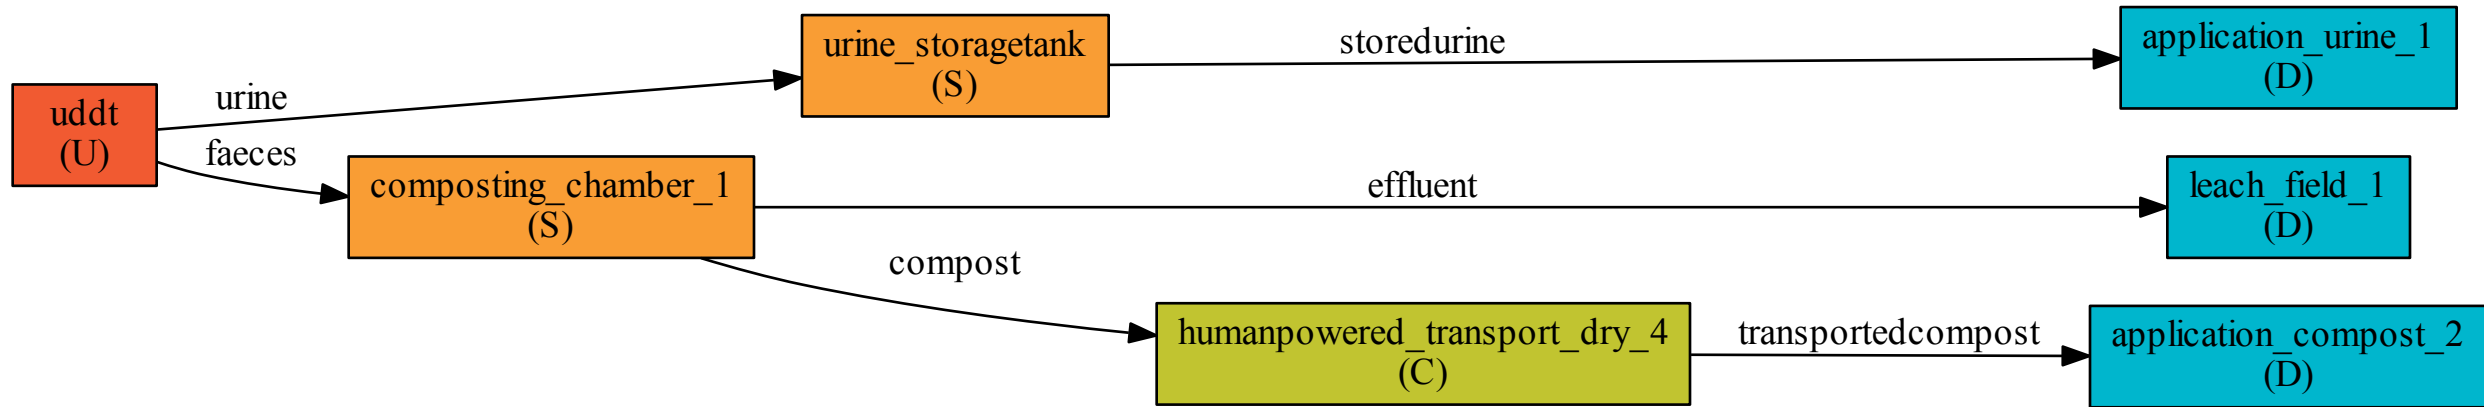 uddt
(U)
urine
faeces
urine_storagetank
(S)
storedurine
application_urine_1
(D)
composting_chamber_1
(S)
effluent
leach_field_1
(D)
compost
humanpowered_transport_dry_4
(C)
transportedcompost
application_compost_2
(D)